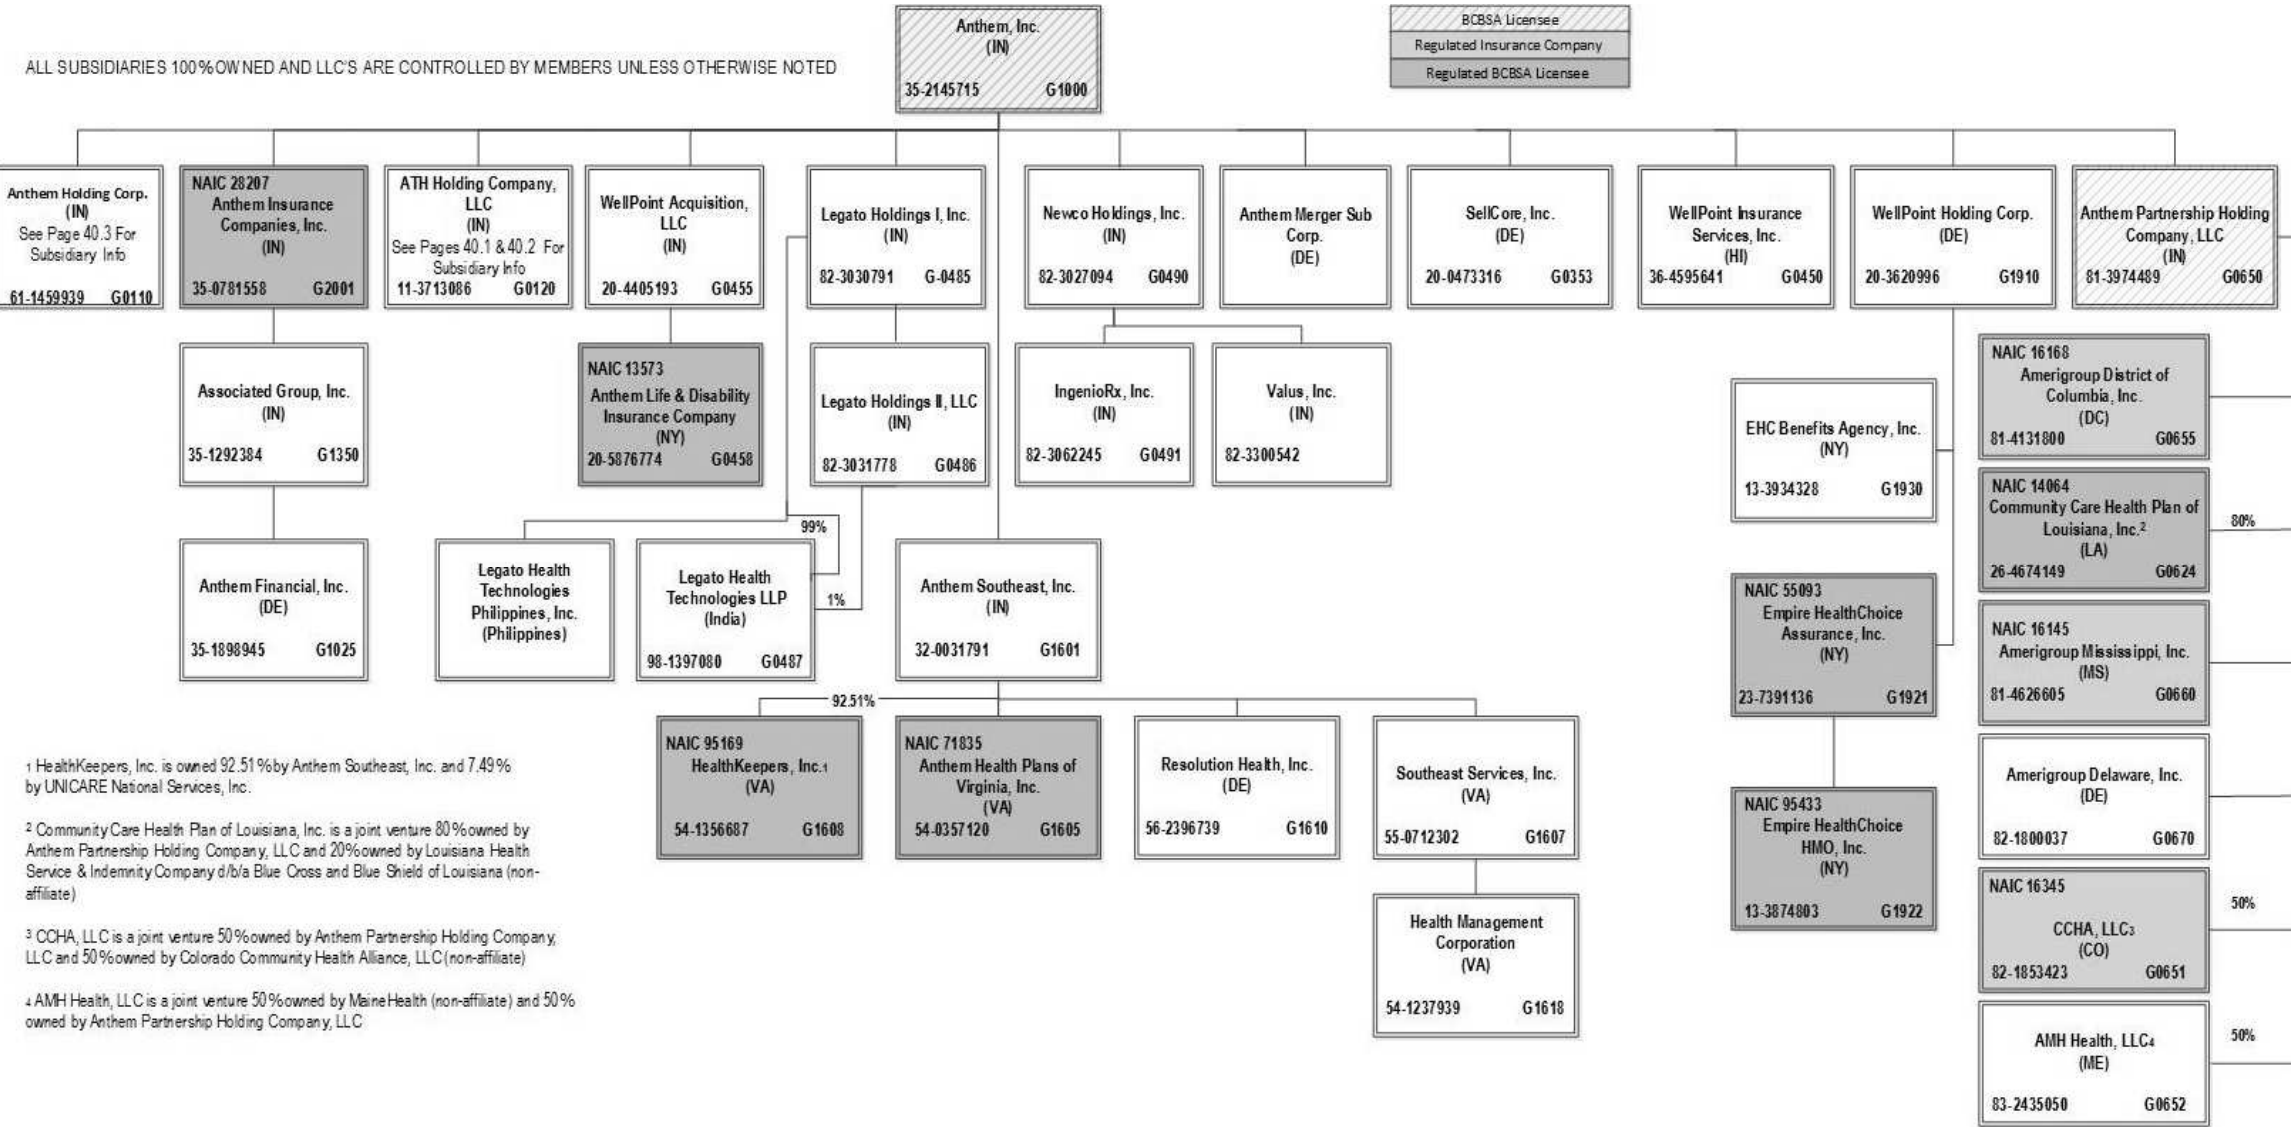 Anthem, Inc.
(IN)
35-2145715 G1000
BCBSA Licensee
Regulated Insurance Company
Regulated BCBSA Licensee
ALL SUBSIDIARIES 100% OWNED AND LLC'S ARE CONTROLLED BY MEMBERS UNLESS OTHERWISE NOTED
Anthem Holding Corp.
(IN)
See Page 40.3 For
Subsidiary Info
61-1459939 G0110
NAIC 28207
Anthem Insurance
Companies, Inc.
(IN)
35-0781558 G2001
ATH Holding Company,
LLC
(IN)
See Pages 40.1 & 40.2 For
Subsidiary Info
11-3713086 G0120
WellPoint Acquisition,
LLC
(IN)
20-4405193 G0455
Legato Holdings I, Inc.
(IN)
82-3030791 G-0485
Newco Holdings, Inc.
(IN)
82-3027094 G0490
Anthem Merger Sub
Corp.
(DE)
SellCore, Inc.
(DE)
20-0473316 G0353
WellPoint Insurance
Services, Inc.
(HI)
36-4595641 G0450
WellPoint Holding Corp.
(DE)
20-3620996 G1910
Anthem Partnership Holding
Company, LLC
(IN)
81-3974489 G0650
Associated Group, Inc.
(IN)
35-1292384 G1350
NAIC 13573
Anthem Life & Disability
Insurance Company
(NY)
20-5876774 G0458
Legato Holdings II, LLC
(IN)
82-3031778 G0486
IngenioRx, Inc.
(IN)
82-3062245 G0491
Valus, Inc.
(IN)
82-3300542
EHC Benefits Agency, Inc.
(NY)
13-3934328 G1930
NAIC 16168
Amerigroup District of
Columbia, Inc.
(DC)
81-4131800 G0655
NAIC 14064
Community Care Health Plan of
Louisiana, Inc.2
(LA)
26-4674149 G0624
80%
99%
1%
Anthem Financial, Inc.
(DE)
35-1898945 G1025
Legato Health
Technologies
Philippines, Inc.
(Philippines)
Legato Health
Technologies LLP
(India)
98-1397080 G0487
Anthem Southeast, Inc.
(IN)
32-0031791 G1601
NAIC 55093
Empire HealthChoice
Assurance, Inc.
(NY)
23-7391136 G1921
NAIC 16145
Amerigroup Mississippi, Inc.
(MS)
81-4626605 G0660
92.51%
NAIC 95169
HealthKeepers, Inc.1
(VA)
54-1356687 G1608
NAIC 71835
Anthem Health Plans of
Virginia, Inc.
(VA)
54-0357120 G1605
Resolution Health, Inc.
(DE)
56-2396739 G1610
Southeast Services, Inc.
(VA)
55-0712302 G1607
NAIC 95433
Empire HealthChoice
HMO, Inc.
(NY)
13-3874803 G1922
Amerigroup Delaware, Inc.
(DE)
82-1800037 G0670
NAIC 16345
CCHA, LLC3
(CO)
82-1853423 G0651
50%
Health Management
Corporation
(VA)
54-1237939 G1618
AMH Health, LLC4
(ME)
83-2435050 G0652
50%
1 HealthKeepers, Inc. is owned 92.51% by Anthem Southeast, Inc. and 7.49%
by UNICARE National Services, Inc.
2 Community Care Health Plan of Louisiana, Inc. is a joint venture 80% owned by
Anthem Partnership Holding Company, LLC and 20% owned by Louisiana Health
Service & Indemnity Company d/b/a Blue Cross and Blue Shield of Louisiana (non-
affiliate)
3 CCHA, LLC is a joint venture 50% owned by Anthem Partnership Holding Company,
LLC and 50% owned by Colorado Community Health Alliance, LLC (non-affiliate)
4 AMH Health, LLC is a joint venture 50% owned by MaineHealth (non-affiliate) and 50%
owned by Anthem Partnership Holding Company, LLC